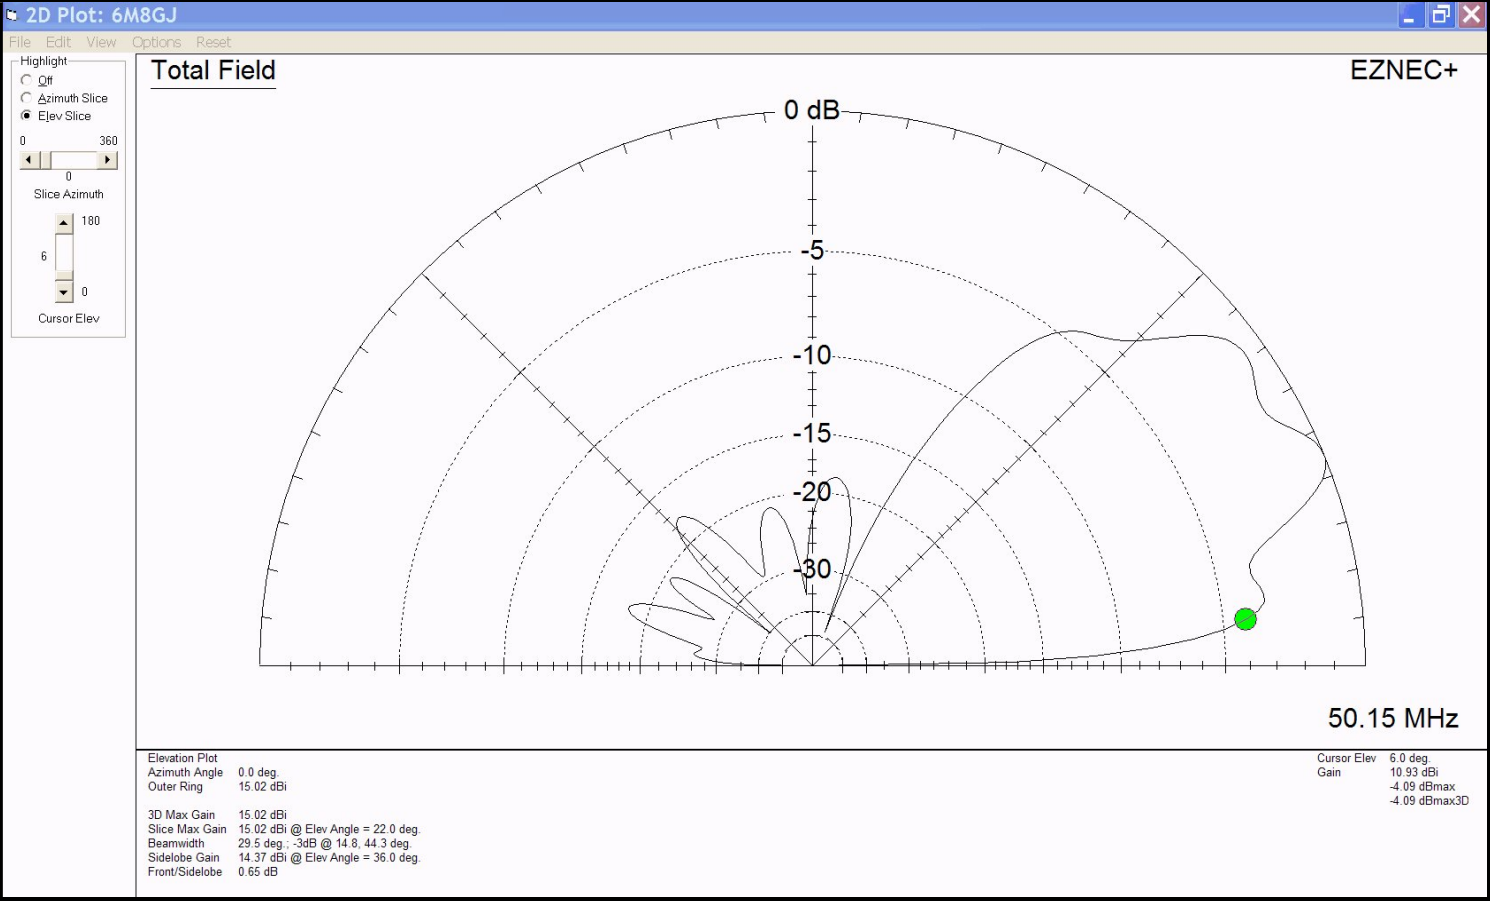 2D Plot: 6M8GJ
File Edit View Options Reset
Highlight
Off
Azimuth Slice
Elev Slice
0 360
0
Slice Azimuth
180
6
0
Cursor Elev
Total Field
EZNEC+
0 dB
-5
-10
-15
-20
-30
50.15 MHz
Elevation Plot
Azimuth Angle 0.0 deg.
Outer Ring 15.02 dBi
3D Max Gain 15.02 dBi
Slice Max Gain 15.02 dBi @ Elev Angle = 22.0 deg.
Beamwidth 29.5 deg.; -3dB @ 14.8, 44.3 deg.
Sidelobe Gain 14.37 dBi @ Elev Angle = 36.0 deg.
Front/Sidelobe 0.65 dB
Cursor Elev 6.0 deg.
Gain 10.93 dBi
-4.09 dBmax
-4.09 dBmax3D